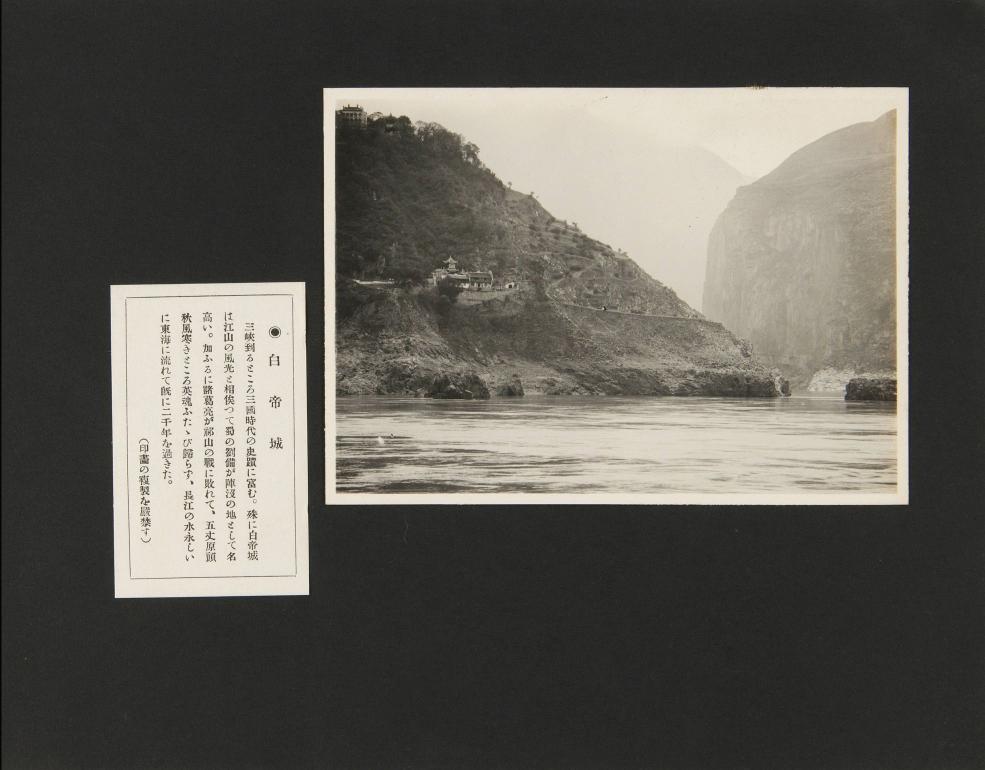 ◉白帝城
三峽到るところ三國時代の史蹟に富む。殊に白帝城
は江山の風光と相俟つて蜀の劉備が陣沒の地として名
高い。加ふるに諸葛亮が祁山の戰に敗れて、五丈原頭
秋風寒きところ英魂ふたゝび歸らず、長江の水永しい
に東海に流れて既に二千年を過きた。
(印畫の複製を嚴禁す)